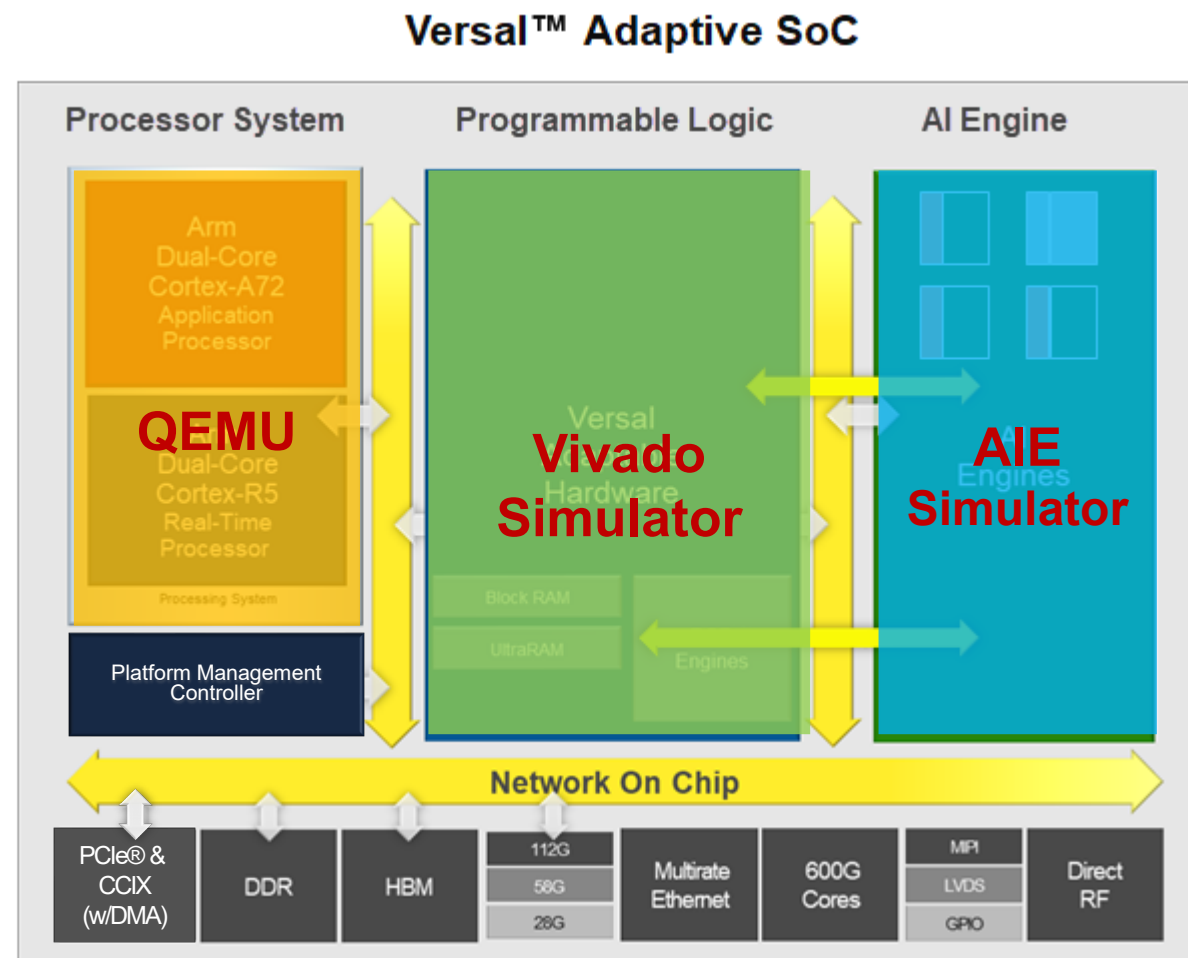 Versal™ Adaptive SoC
Processor System
Programmable Logic
AI Engine
Arm
Dual-Core
Cortex-A72
Application
Processor
QEMU
Arm
Dual-Core
Cortex-R5
Real-Time
Processor
Processing System
Platform Management
Controller
Versal
Adaptable
Hardware
Vivado
Simulator
Block RAM
UltraRAM
Engines
AIE
Simulator
AI
Engines
Network On Chip
PCIe® &
CCIX
(w/DMA)
DDR
HBM
112G
58G
28G
Multirate
Ethernet
600G
Cores
MIPI
LVDS
GPIO
Direct
RF